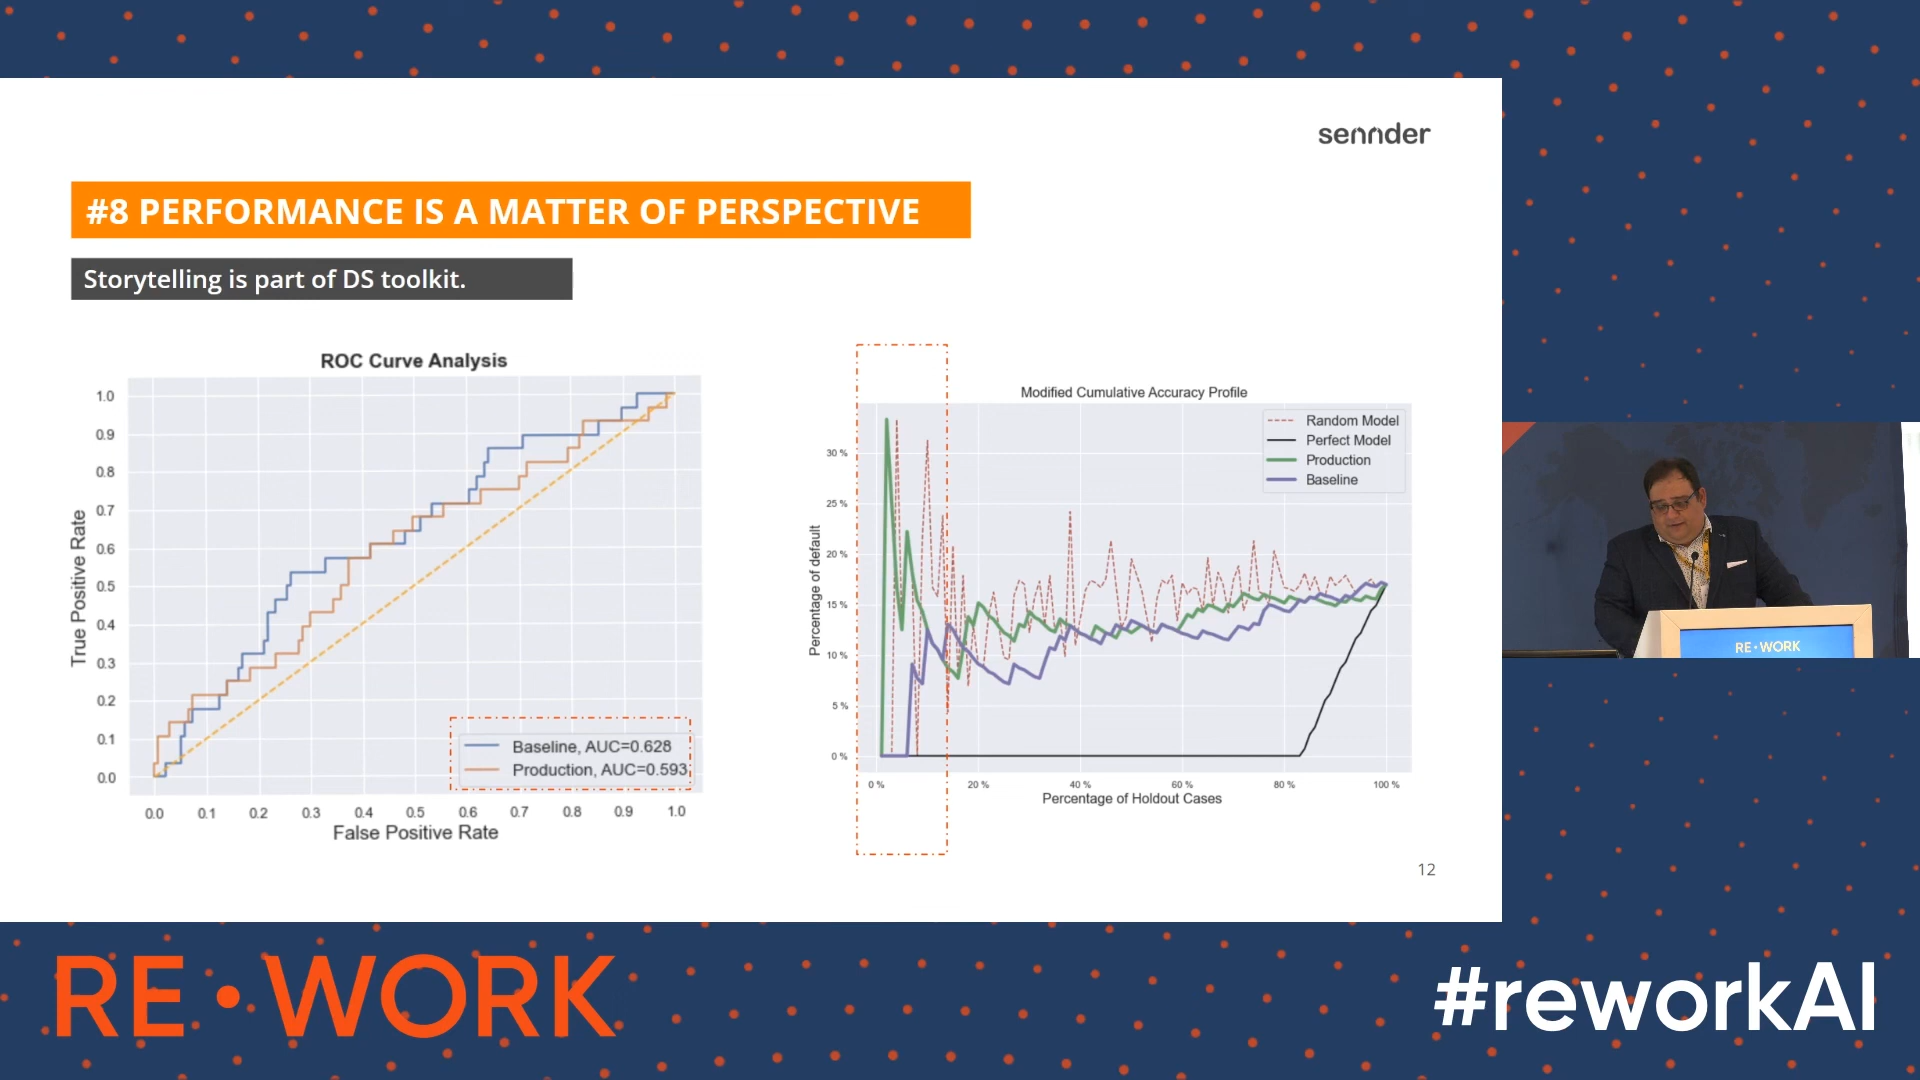 sennder
#8 PERFORMANCE IS A MATTER OF PERSPECTIVE
Storytelling is part of DS toolkit.
ROC Curve Analysis
True Positive Rate
1.0
0.9
0.8
0.7
0.6
0.5
0.4
0.3
0.2
0.1
0.0
Baseline, AUC=0.628
Production, AUC=0.593
0.0 0.1 0.2 0.3 0.4 0.5 0.6 0.7 0.8 0.9 1.0
False Positive Rate
Modified Cumulative Accuracy Profile
Random Model
Perfect Model
Production
Baseline
Percentage of default
30 %
25 %
20 %
15 %
10 %
5 %
0 %
0 % 20 % 40 % 60 % 80 % 100 %
Percentage of Holdout Cases
12
RE•WORK
RE•WORK
#reworkAI